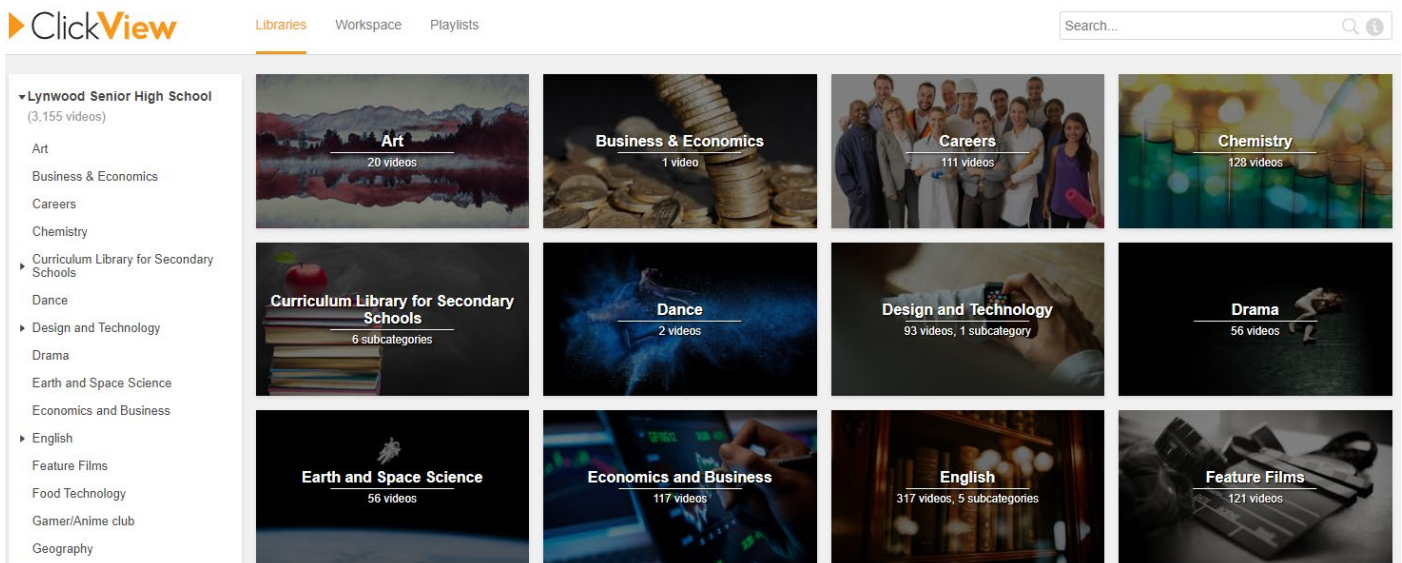 ClickView
Libraries Workspace Playlists
Search...
Lynwood Senior High School
(3,155 videos)
Art
Business & Economics
Careers
Chemistry
Curriculum Library for Secondary
Schools
Dance
Design and Technology
Drama
Earth and Space Science
Economics and Business
English
Feature Films
Food Technology
Gamer/Anime club
Geography
Art
20 videos
Business & Economics
1 video
Careers
111 videos
Chemistry
128 videos
Curriculum Library for Secondary
Schools
6 subcategories
Dance
2 videos
Design and Technology
93 videos, 1 subcategory
Drama
56 videos
Earth and Space Science
56 videos
Economics and Business
117 videos
English
317 videos, 5 subcategories
Feature Films
121 videos